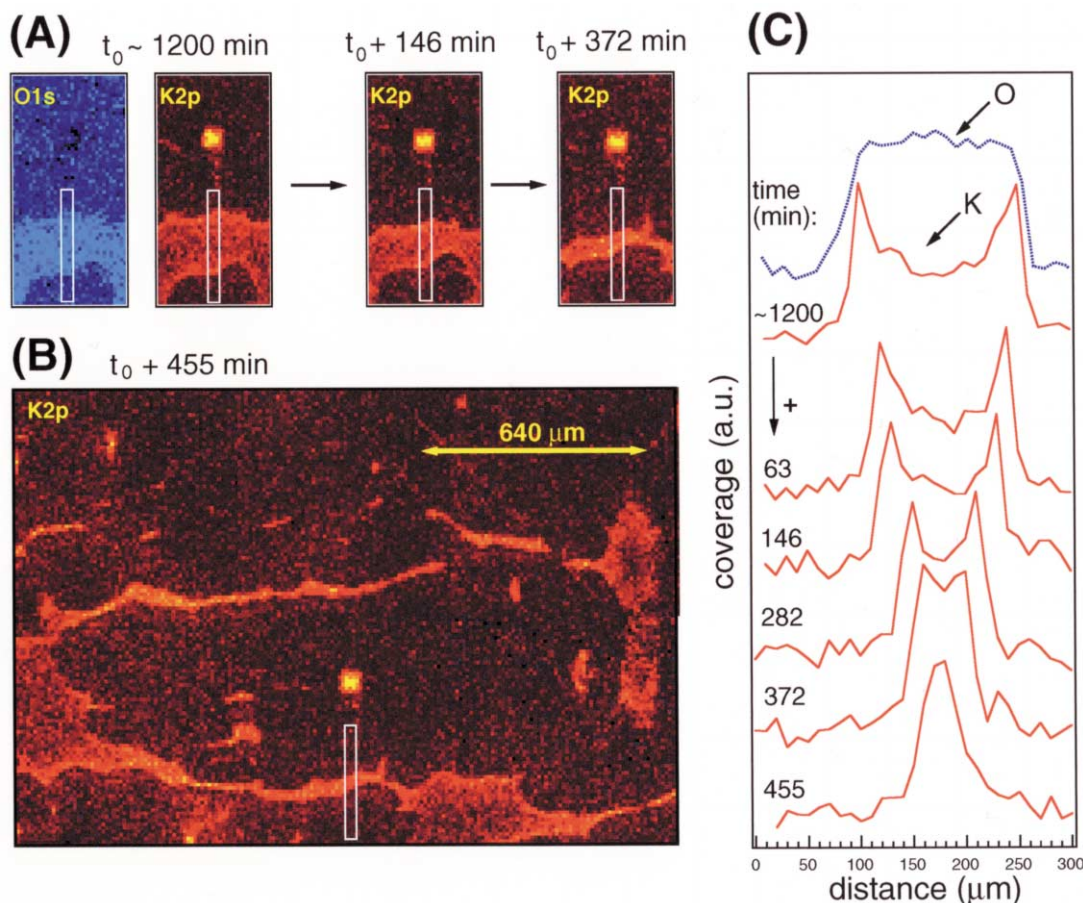 (A)
t₀ ~ 1200 min
t₀ + 146 min
t₀ + 372 min
O1s
K2p
K2p
K2p
(B)
t₀ + 455 min
K2p
640 μm
(C)
O
time
(min):
K
~1200
+
63
146
282
372
455
coverage (a.u.)
0 50 100 150 200 250 300
distance (μm)